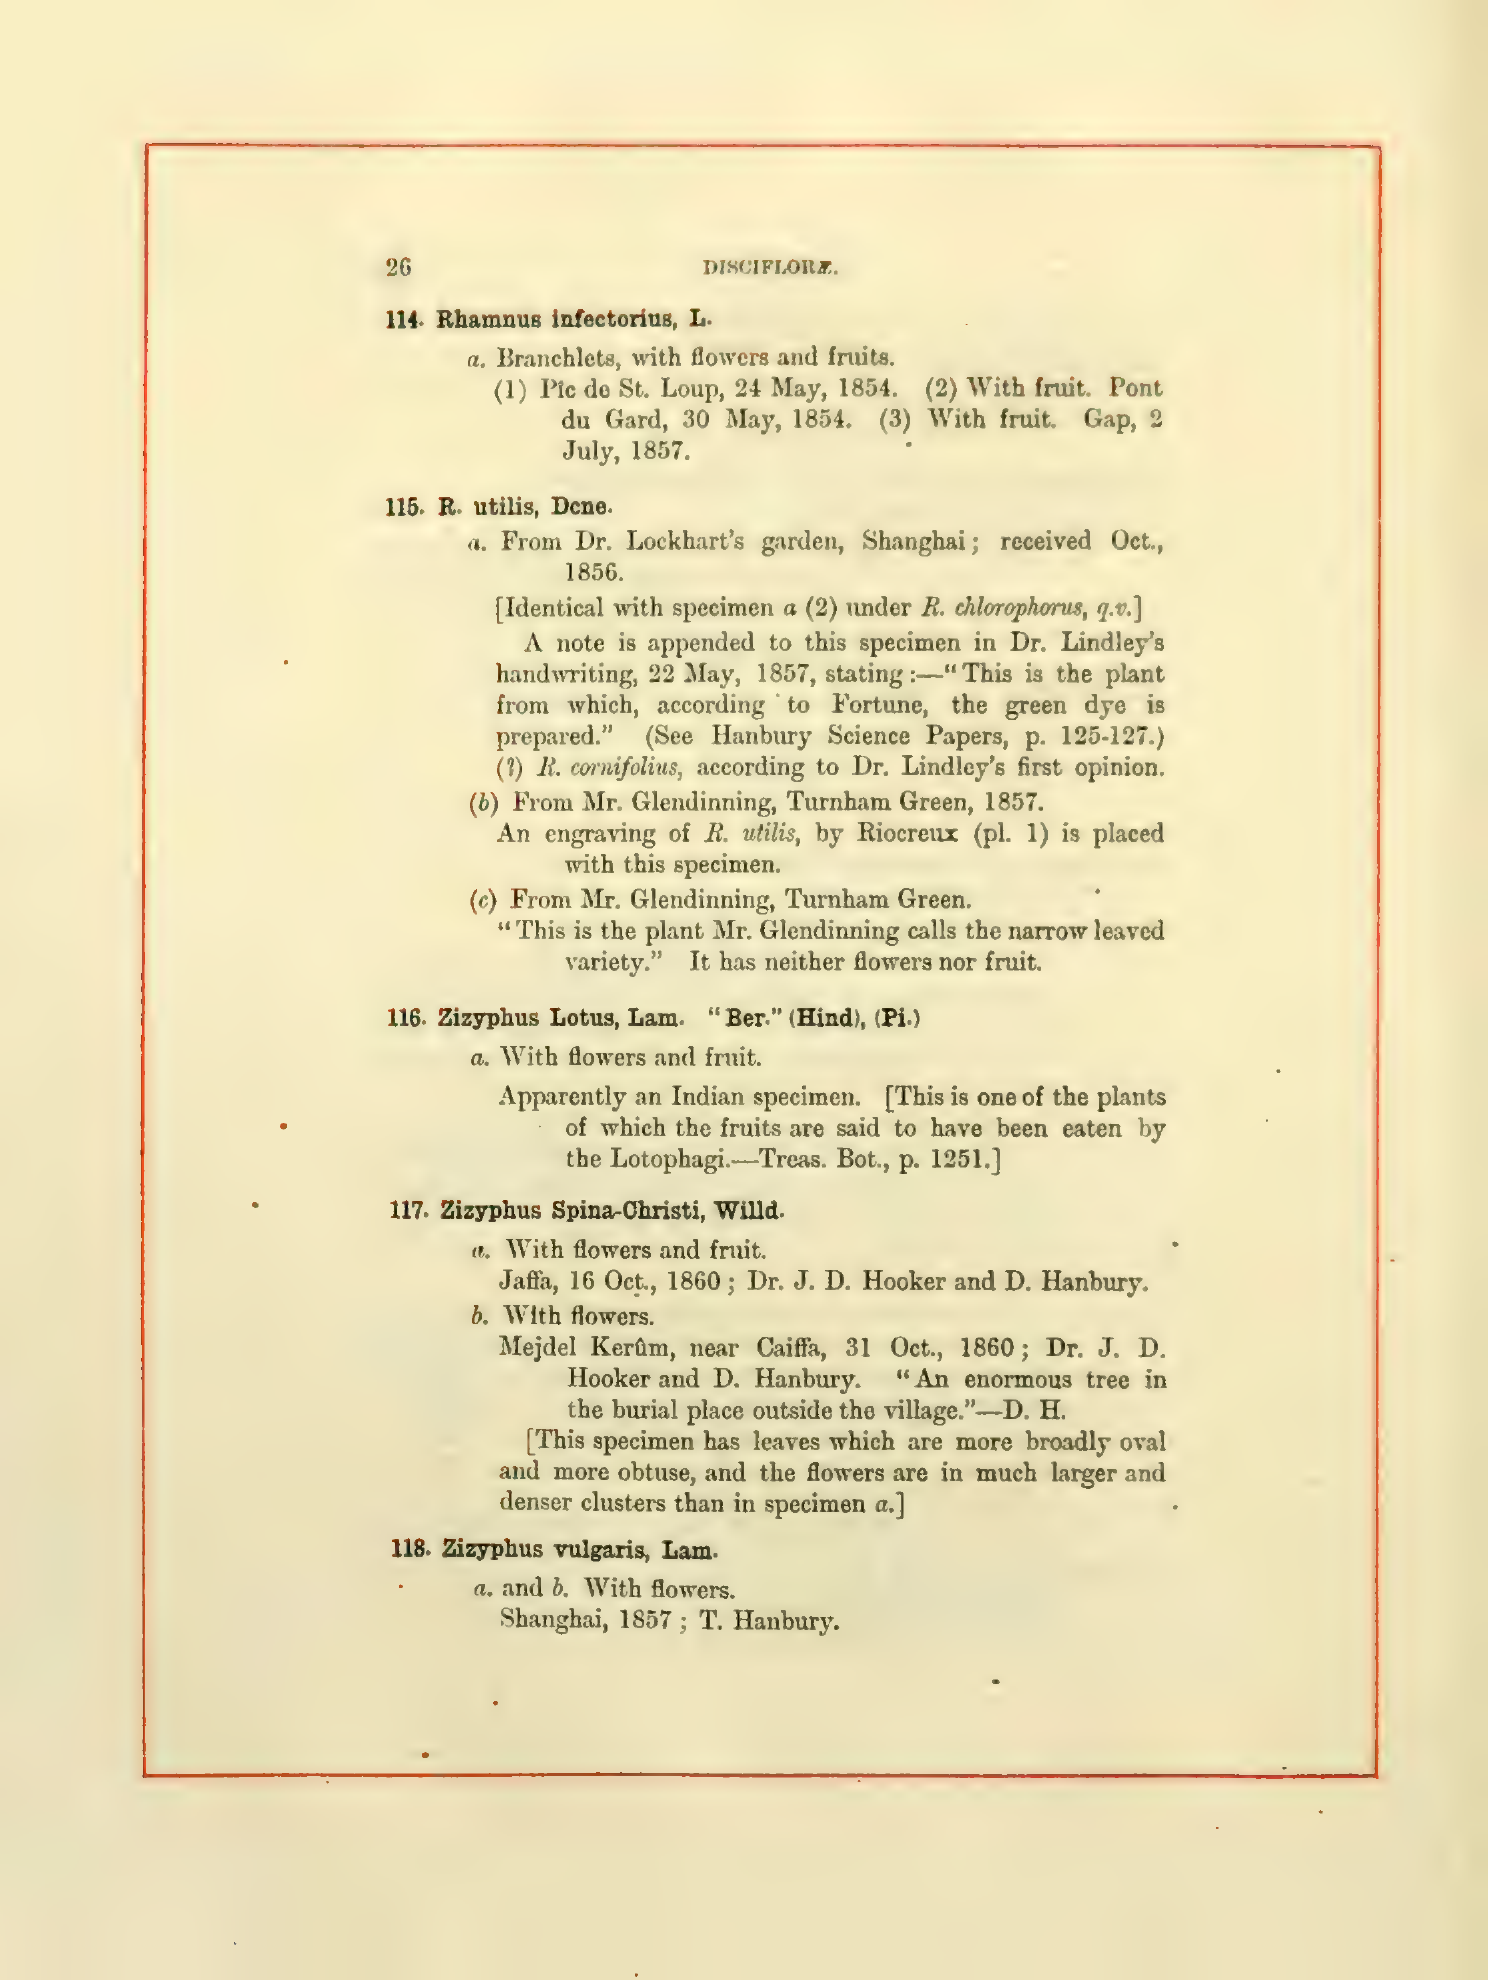 26
DISCIFLORÆ.
114. Rhamnus infectorius, L.
a. Branchlets, with flowers and fruits.
(1) Pic de St. Loup, 24 May, 1854. (2) With fruit. Pont
du Gard, 30 May, 1854. (3) With fruit. Gap, 2
July, 1857.
115. R. utilis, Dcne.
a. From Dr. Lockhart's garden, Shanghai; received Oct.,
1856.
[Identical with specimen a (2) under R. chlorophorus, q.v.]
A note is appended to this specimen in Dr. Lindley's
handwriting, 22 May, 1857, stating:—"This is the plant
from which, according to Fortune, the green dye is
prepared." (See Hanbury Science Papers, p. 125-127.)
(?) R. cornifolius, according to Dr. Lindley's first opinion.
(b) From Mr. Glendinning, Turnham Green, 1857.
An engraving of R. utilis, by Riocreux (pl. 1) is placed
with this specimen.
(c) From Mr. Glendinning, Turnham Green.
"This is the plant Mr. Glendinning calls the narrow leaved
variety." It has neither flowers nor fruit.
116. Zizyphus Lotus, Lam. "Ber." (Hind), (Pi.)
a. With flowers and fruit.
Apparently an Indian specimen. [This is one of the plants
of which the fruits are said to have been eaten by
the Lotophagi.—Treas. Bot., p. 1251.]
117. Zizyphus Spina-Christi, Willd.
a. With flowers and fruit.
Jaffa, 16 Oct., 1860; Dr. J. D. Hooker and D. Hanbury.
b. With flowers.
Mejdel Kerûm, near Caiffa, 31 Oct., 1860; Dr. J. D.
Hooker and D. Hanbury. "An enormous tree in
the burial place outside the village."—D. H.
[This specimen has leaves which are more broadly oval
and more obtuse, and the flowers are in much larger and
denser clusters than in specimen a.]
118. Zizyphus vulgaris, Lam.
a. and b. With flowers.
Shanghai, 1857; T. Hanbury.